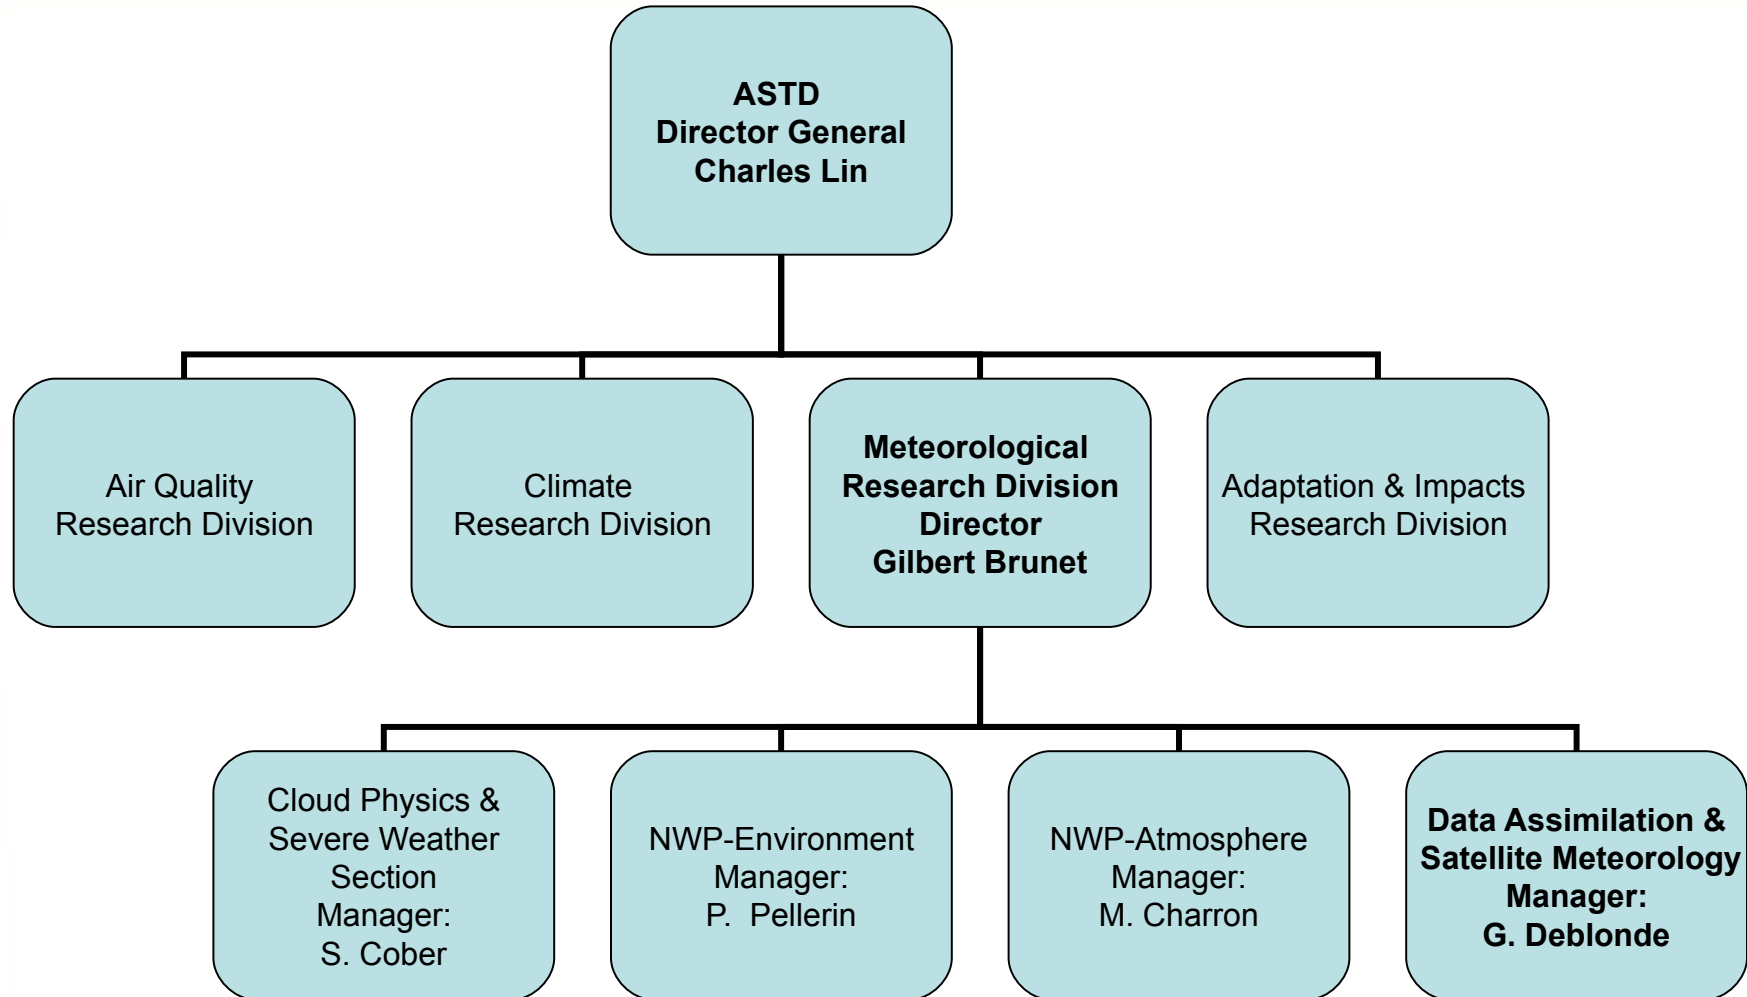 ASTD
Director General
Charles Lin
Air Quality
Research Division
Climate
Research Division
Meteorological
Research Division
Director
Gilbert Brunet
Adaptation & Impacts
Research Division
Cloud Physics &
Severe Weather
Section
Manager:
S. Cober
NWP-Environment
Manager:
P.  Pellerin
NWP-Atmosphere
Manager:
M. Charron
Data Assimilation &
Satellite Meteorology
Manager:
G. Deblonde